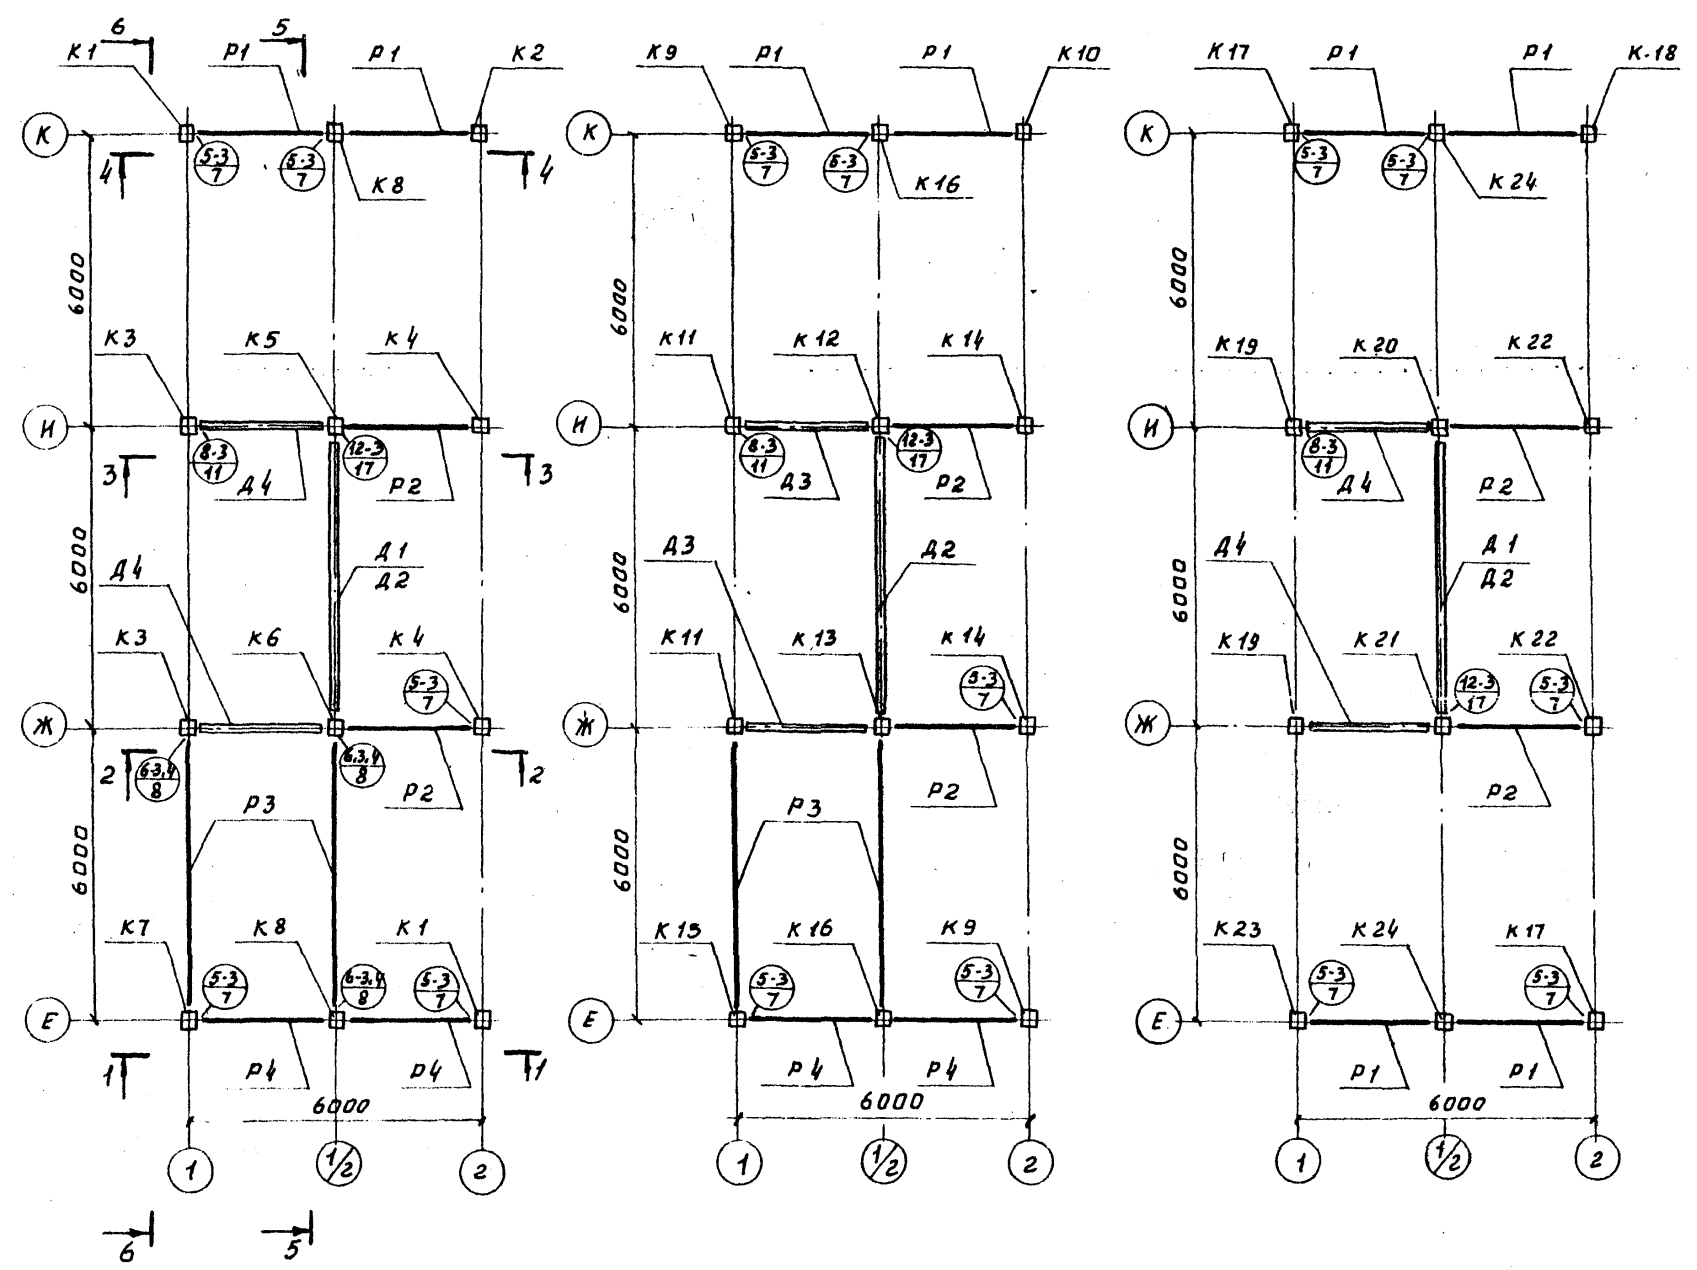 6 5
К1 Р1 Р1 К2 К9 Р1 Р1 К10 К17 Р1 Р1 К-18
К К К
5-3 5-3 5-3 5-3 5-3 5-3
7 7 7 7 7 7
4 4
К8 К16 К24
6000 6000 6000
К3 К5 К4 К11 К12 К14 К19 К20 К22
И И И
8-3 12-3 8-3 12-3 8-3
11 17 11 17 11
3 3
Д4 Р2 Д3 Р2 Д4 Р2
6000 6000 6000
Д4 Д1 Д3 Д2 Д4 Д1
Д2 Д2
К3 К6 К4 К11 К13 К14 К19 К21 К22
5-3 5-3 12-3 5-3
7 7 17 7
Ж Ж Ж
6-3,4 6,3,4
8 8
2 2
Р2 Р2 Р2
Р3 Р3
6000 6000 6000
К7 К8 К1 К15 К16 К9 К23 К24 К17
5-3 6-3,4 5-3 5-3 5-3 5-3 5-3
7 8 7 7 7 7 7
Е Е Е
1 1
Р4 Р4 Р4 Р4 Р1 Р1
6000 6000 6000
1 1/2 2 1 1/2 2 1 1/2 2
6 5